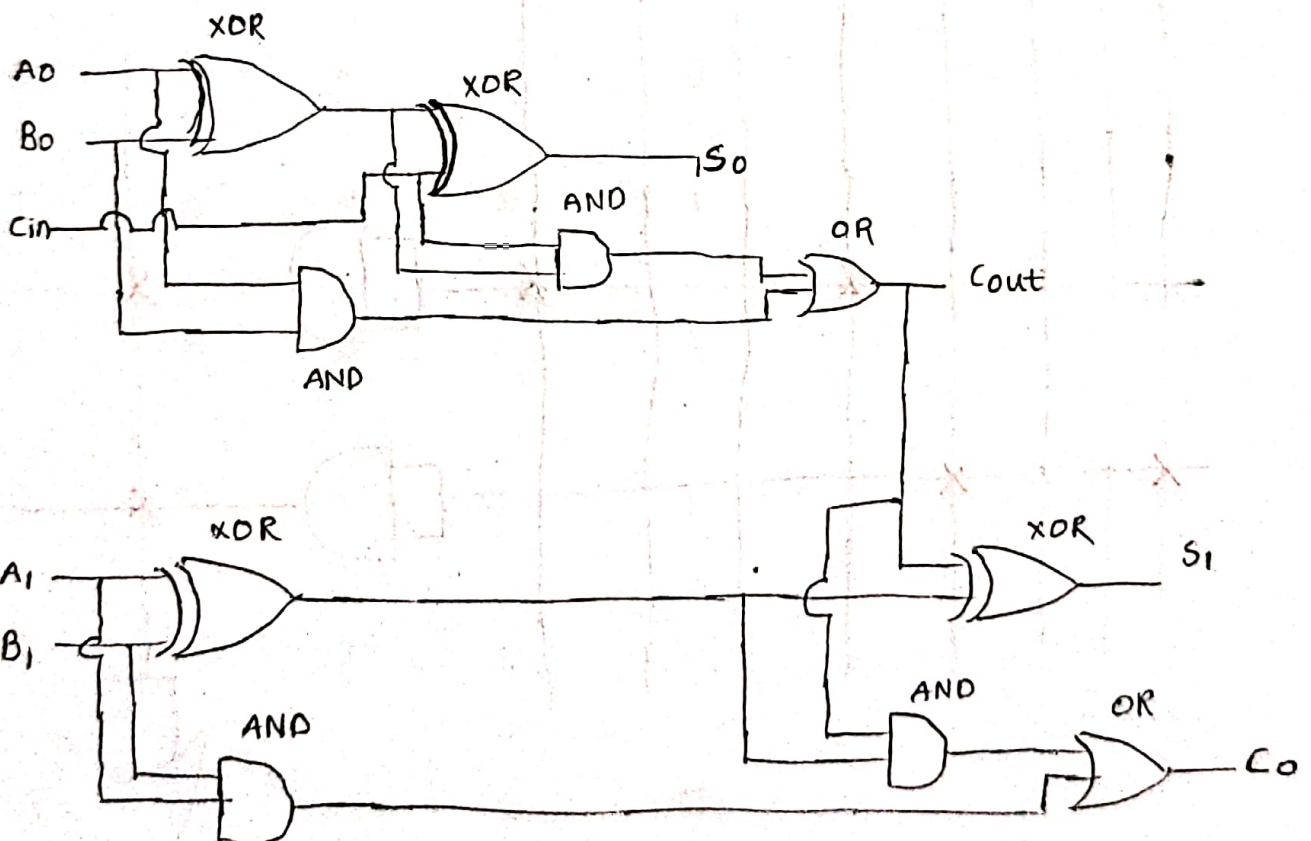 XOR
A0
XOR
B0
S0
AND
Cin
OR
Cout
AND
XOR
XOR
S1
A1
B1
AND
OR
AND
C0